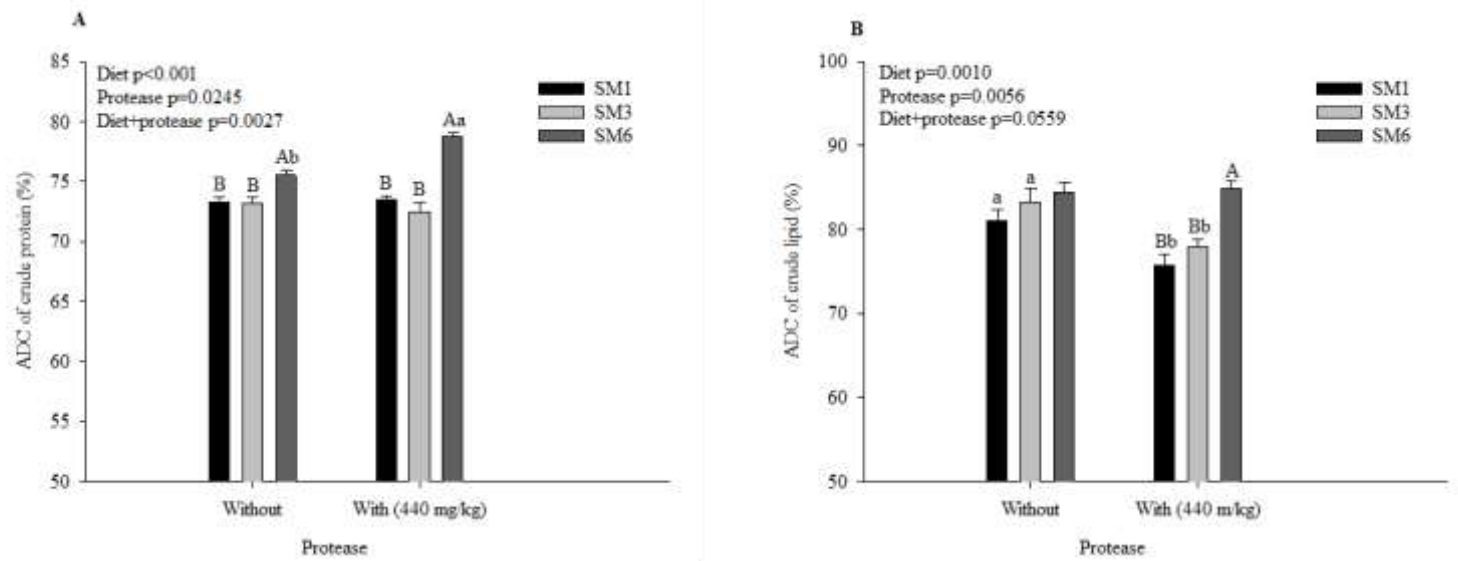 A
85
80
75
70
65
60
55
50
ADC of crude protein (%)
Diet p<0.001
Protease p=0.0245
Diet+protease p=0.0027
SM1
SM3
SM6
B
B
Ab
B
B
Aa
Without
With (440 mg/kg)
Protease
B
100
90
80
70
60
50
ADC of crude lipid (%)
Diet p=0.0010
Protease p=0.0056
Diet+protease p=0.0559
SM1
SM3
SM6
a
a
Bb
Bb
A
Without
With (440 m/kg)
Protease